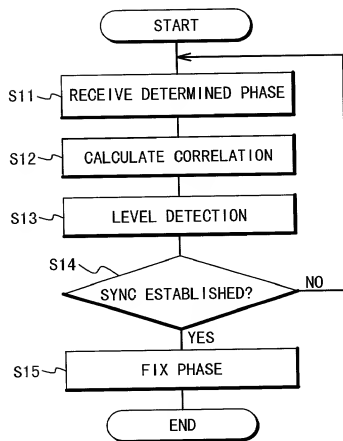 START
S11 RECEIVE DETERMINED PHASE
S12 CALCULATE CORRELATION
S13 LEVEL DETECTION
S14
SYNC ESTABLISHED? NO
YES
S15 FIX PHASE
END